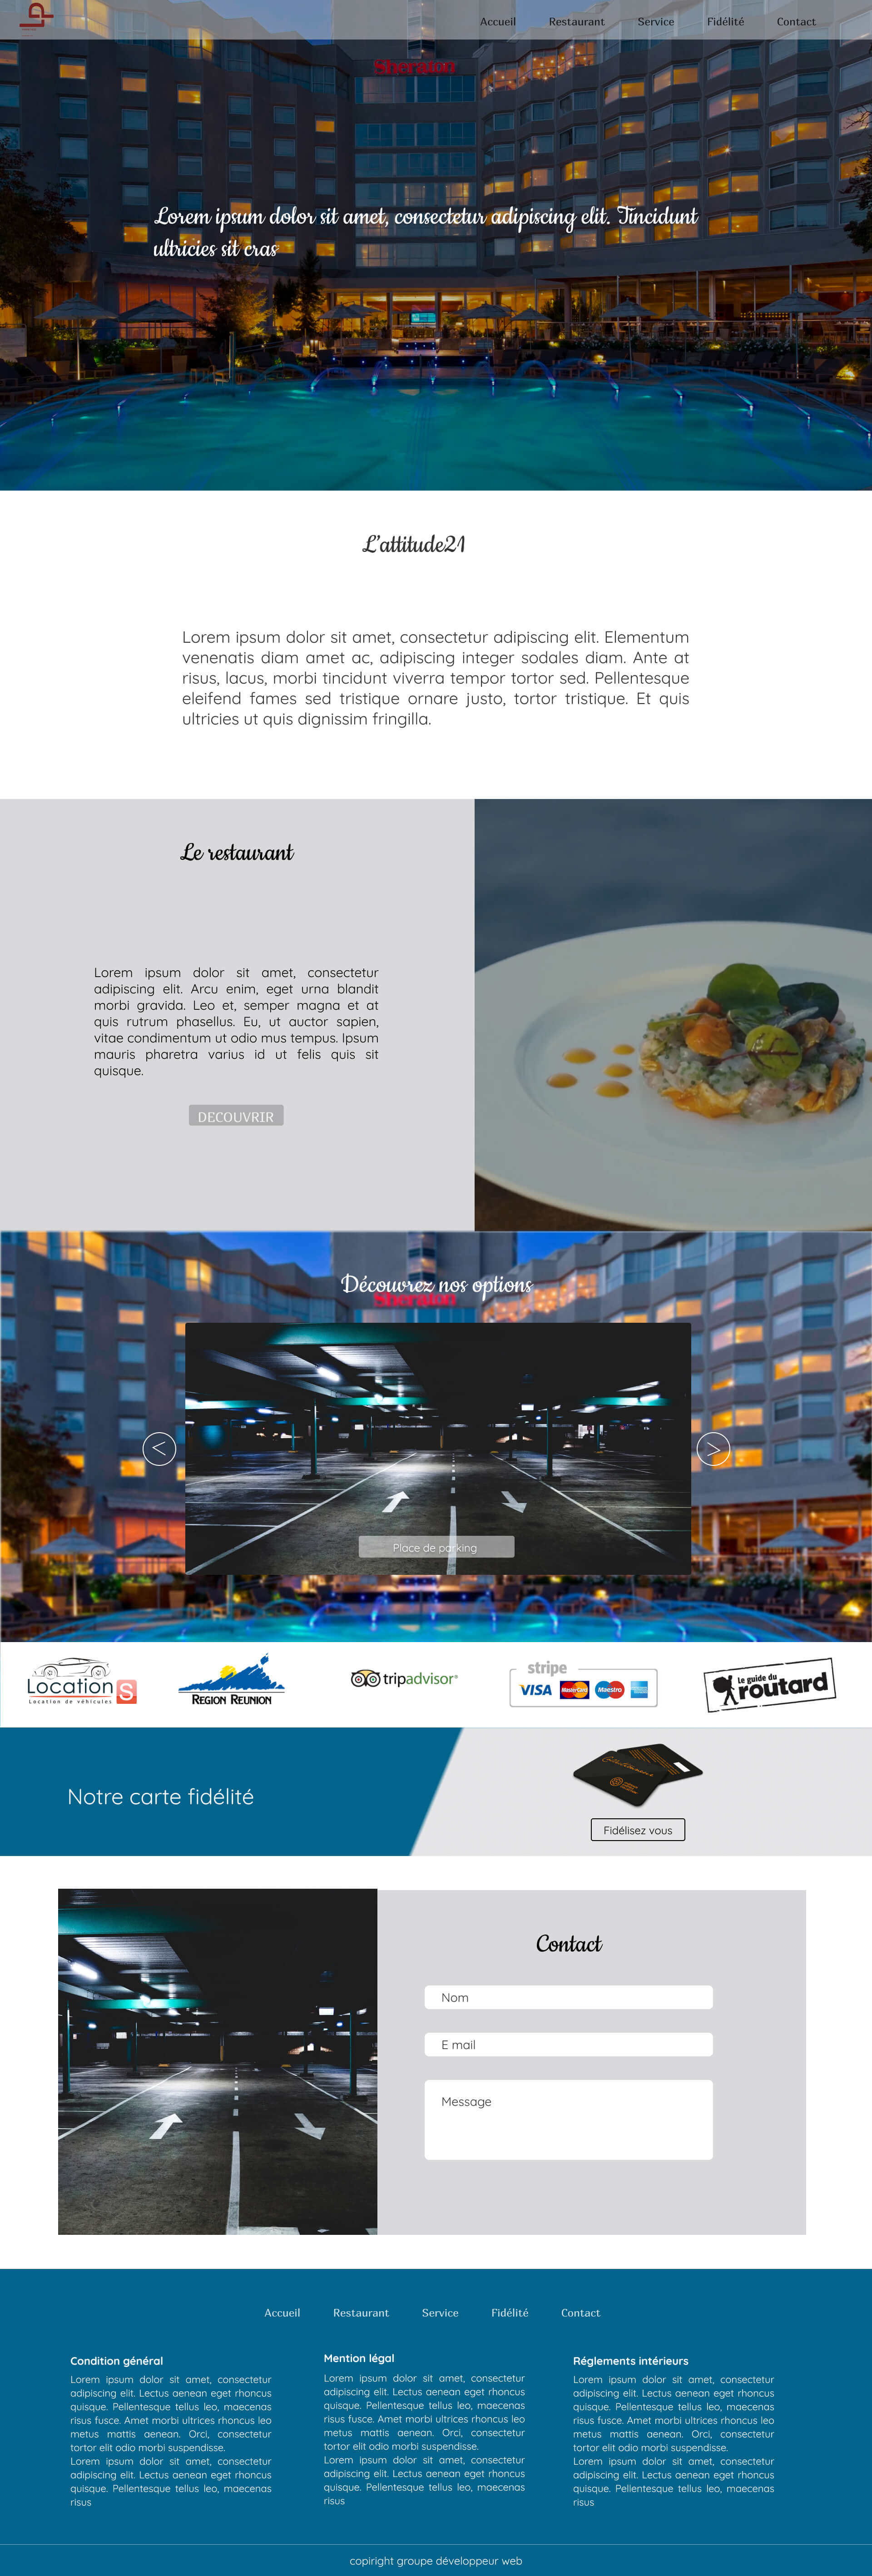 Accueil Restaurant Service Fidélité Contact
Sheraton
Lorem ipsum dolor sit amet, consectetur adipiscing elit. Tincidunt
ultricies sit cras
L'attitude21
Lorem ipsum dolor sit amet, consectetur adipiscing elit. Elementum
venenatis diam amet ac, adipiscing integer sodales diam. Ante at
risus, lacus, morbi tincidunt viverra tempor tortor sed. Pellentesque
eleifend fames sed tristique ornare justo, tortor tristique. Et quis
ultricies ut quis dignissim fringilla.
Le restaurant
Lorem ipsum dolor sit amet, consectetur
adipiscing elit. Arcu enim, eget urna blandit
morbi gravida. Leo et, semper magna et at
quis rutrum phasellus. Eu, ut auctor sapien,
vitae condimentum ut odio mus tempus. Ipsum
mauris pharetra varius id ut felis quis sit
quisque.
DECOUVRIR
Découvrez nos options
Sheraton
< >
Place de parking
Location S
Location de véhicules
REGION REUNION
tripadvisor®
stripe
VISA MasterCard Maestro
le guide du
routard
Notre carte fidélité
Fidélisez vous
Contact
Nom
E mail
Message
Accueil Restaurant Service Fidélité Contact
Condition général
Lorem ipsum dolor sit amet, consectetur
adipiscing elit. Lectus aenean eget rhoncus
quisque. Pellentesque tellus leo, maecenas
risus fusce. Amet morbi ultrices rhoncus leo
metus mattis aenean. Orci, consectetur
tortor elit odio morbi suspendisse.
Lorem ipsum dolor sit amet, consectetur
adipiscing elit. Lectus aenean eget rhoncus
quisque. Pellentesque tellus leo, maecenas
risus
Mention légal
Lorem ipsum dolor sit amet, consectetur
adipiscing elit. Lectus aenean eget rhoncus
quisque. Pellentesque tellus leo, maecenas
risus fusce. Amet morbi ultrices rhoncus leo
metus mattis aenean. Orci, consectetur
tortor elit odio morbi suspendisse.
Lorem ipsum dolor sit amet, consectetur
adipiscing elit. Lectus aenean eget rhoncus
quisque. Pellentesque tellus leo, maecenas
risus
Réglements intérieurs
Lorem ipsum dolor sit amet, consectetur
adipiscing elit. Lectus aenean eget rhoncus
quisque. Pellentesque tellus leo, maecenas
risus fusce. Amet morbi ultrices rhoncus leo
metus mattis aenean. Orci, consectetur
tortor elit odio morbi suspendisse.
Lorem ipsum dolor sit amet, consectetur
adipiscing elit. Lectus aenean eget rhoncus
quisque. Pellentesque tellus leo, maecenas
risus
copiright groupe développeur web